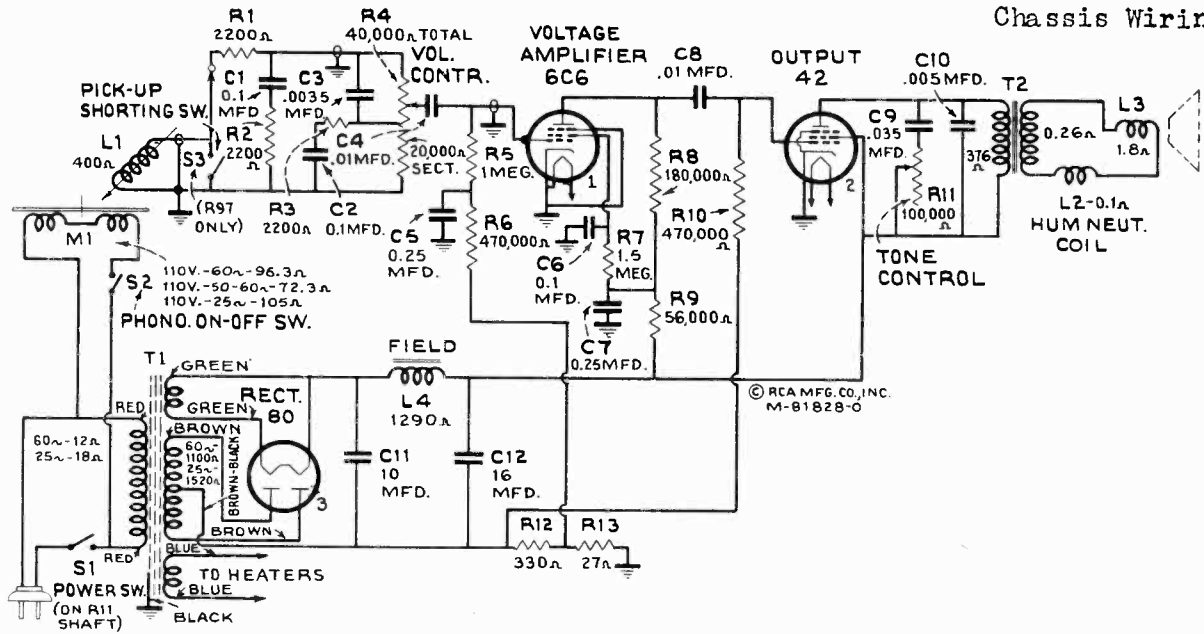 Chassis Wirin
R1
2200Ω
R4
40,000Ω TOTAL
VOL.
CONTR.
VOLTAGE
AMPLIFIER
6C6
C8
.01 MFD.
OUTPUT
42
C10
.005 MFD.
T2
PICK-UP
SHORTING SW.
C1
0.1
MFD
C3
.0035
MFD.
L1
400Ω
S3
R2
2200
Ω
C4
.01MFD.
20,000Ω
SECT.
R5
1MEG.
1
R8
180,000Ω
2
C9
.035
MFD.
376
Ω
0.26Ω
L3
1.8Ω
(R97
ONLY)
R3
2200Ω
C2
0.1MFD.
C5
0.25
MFD.
R6
470,000Ω
C6
0.1
MFD.
R7
1.5
MEG.
R10
470,000
Ω
R11
100,000
Ω
TONE
CONTROL
L2-0.1Ω
HUM NEUT.
COIL
M1
S2
110V.-60~-96.3Ω
110V.-50-60~-72.3Ω
110V.-25~-105Ω
PHONO. ON-OFF SW.
C7
0.25MFD.
R9
56,000Ω
T1
GREEN
GREEN
RECT.
80
FIELD
L4
1290Ω
© RCA MFG. CO., INC.
M-81828-0
RED
BROWN
60~-12Ω
25~-18Ω
60~-
1100Ω
25~-
1520Ω
BROWN-BLACK
3
C11
10
MFD.
C12
16
MFD.
BROWN
RED
BLUE
TO HEATERS
BLUE
BLACK
S1
POWER SW.
(ON R11
SHAFT)
R12
330Ω
R13
27Ω